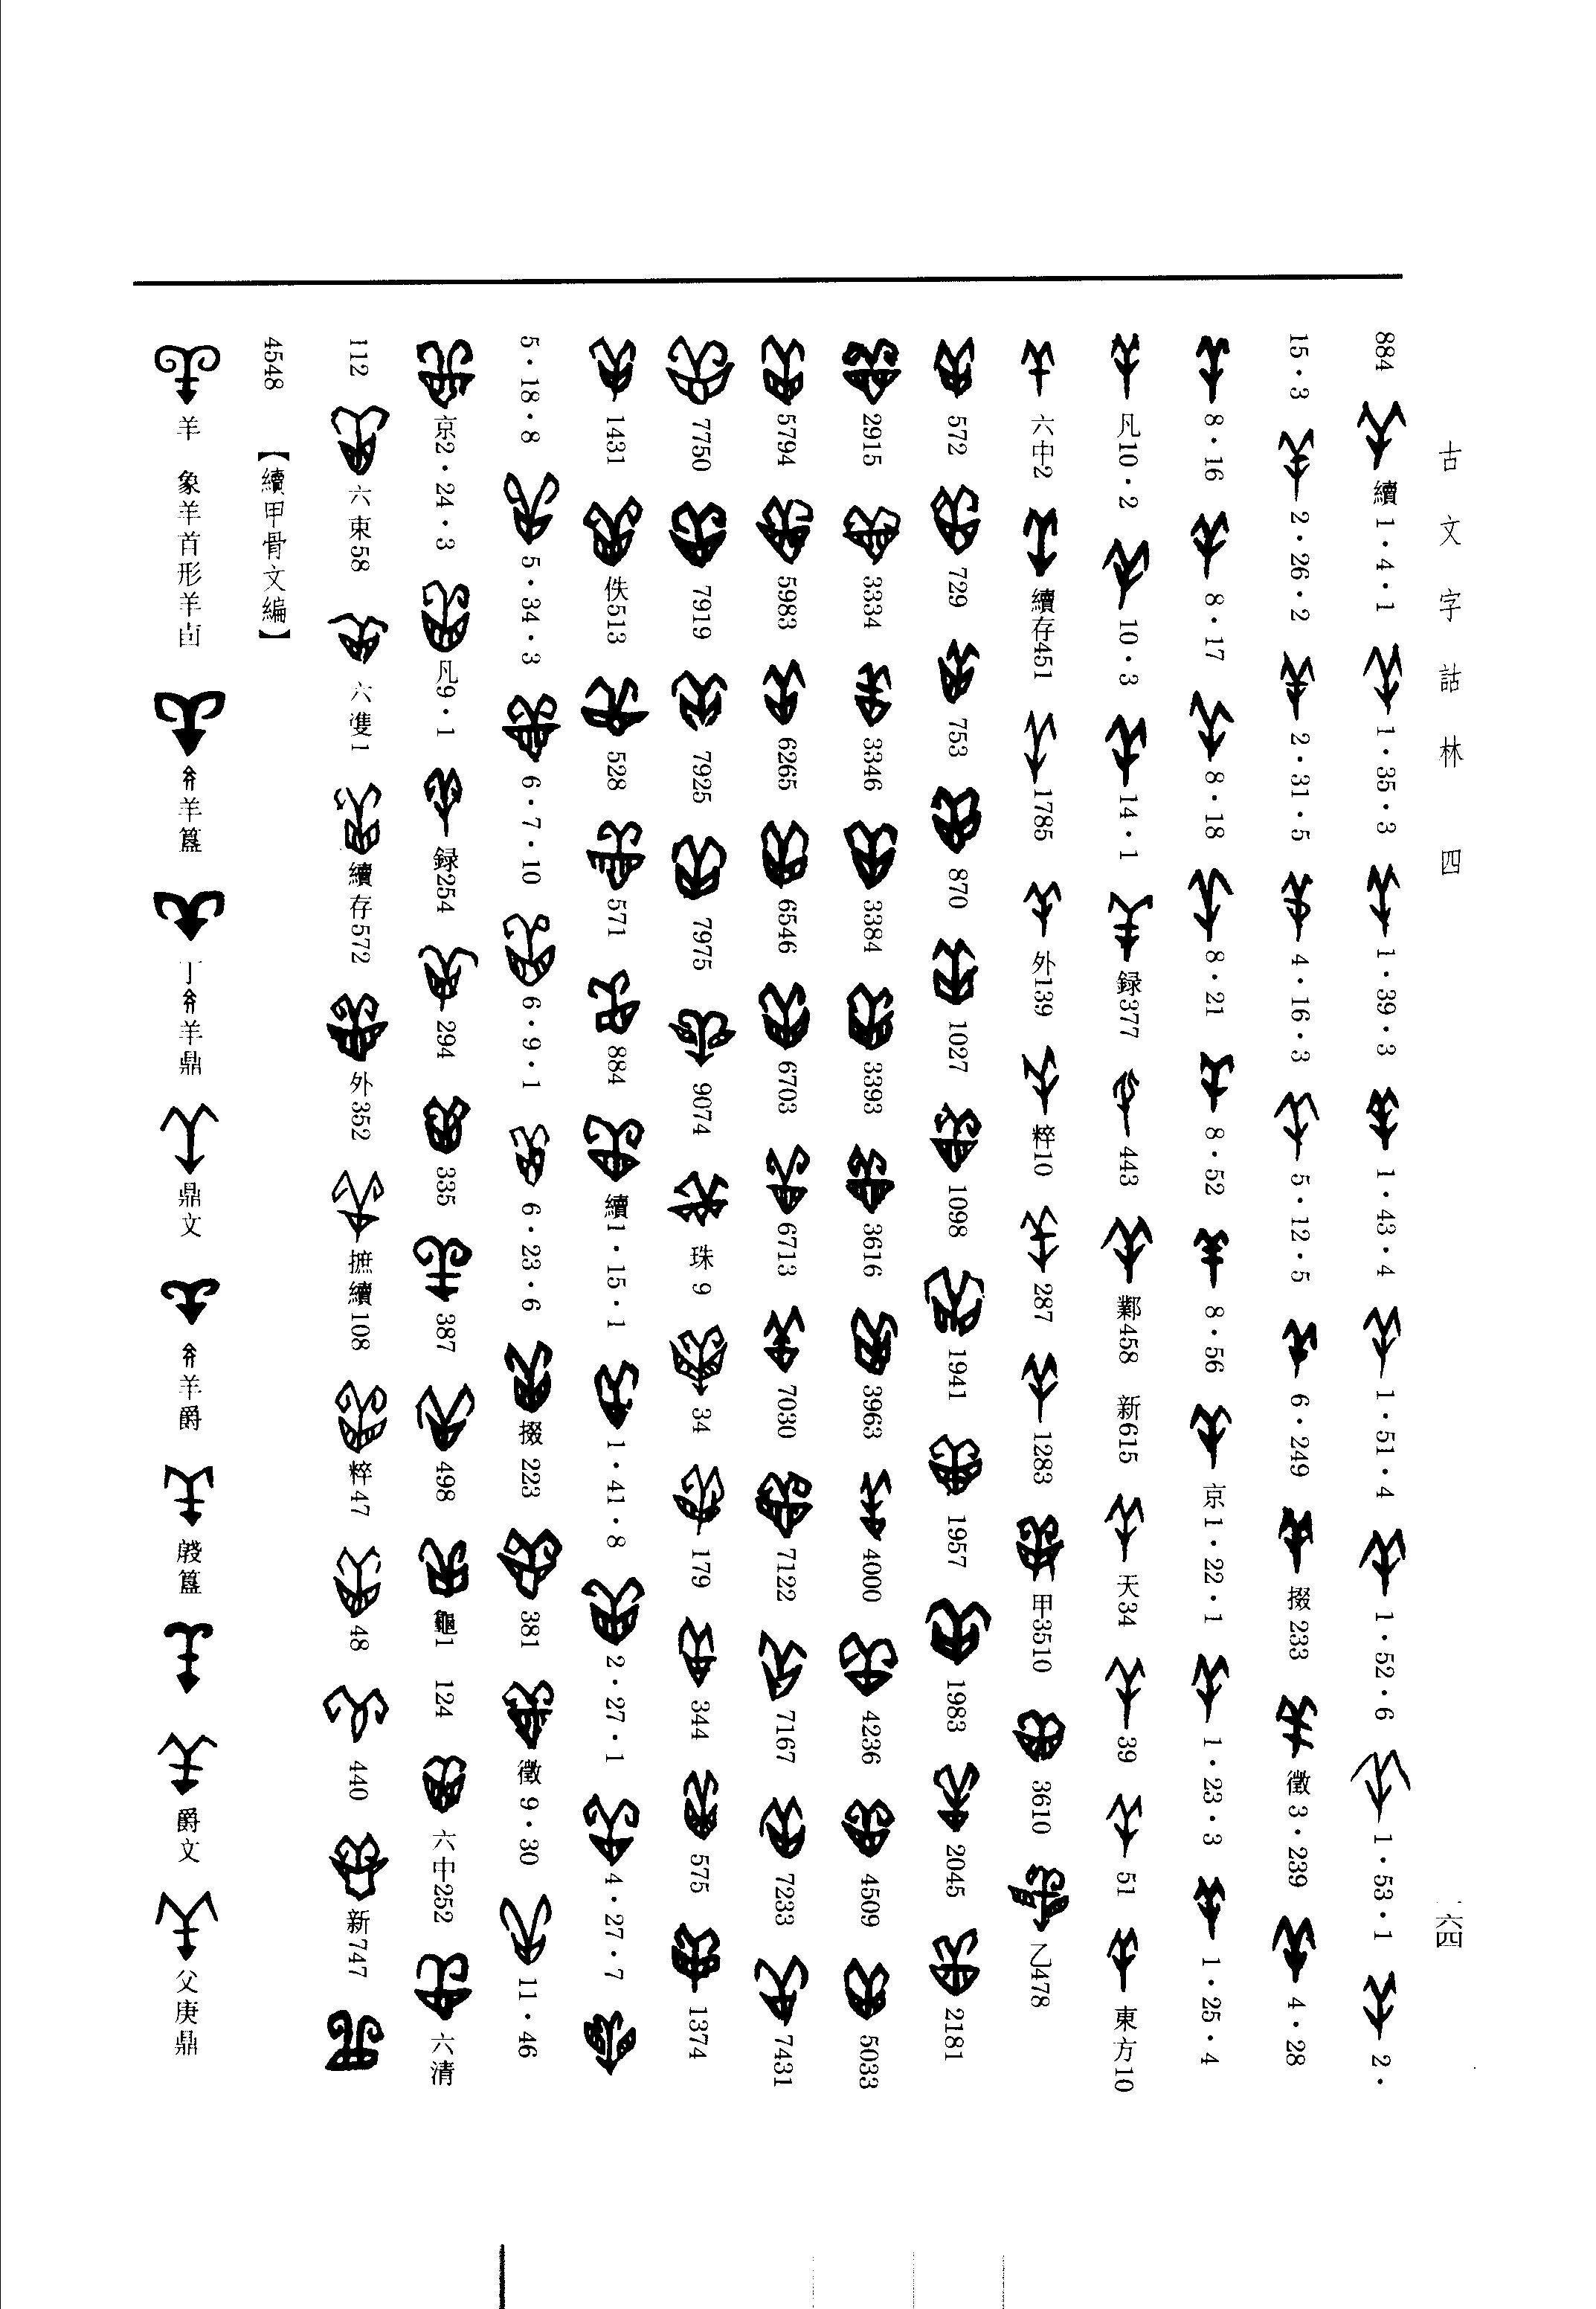 古文字詁林 四
一六四
884 續1・4・1 1・35・3 1・39・3 1・43・4 1・51・4 1・52・6 1・53・1 2・
15・3 2・26・2 2・31・5 4・16・3 5・12・5 6・249 掇233 徵3・239 4・28
8・16 8・17 8・18 8・21 8・52 8・56 京1・22・1 1・23・3 1・25・4
凡10・2 10・3 14・1 録377 443 鄴458 新615 天34 39 51 東方10
六中2 續存451 1785 外139 粹10 287 1283 甲3510 3610 乙478
572 729 753 870 1027 1098 1941 1957 1983 2045 2181
2915 3334 3346 3384 3393 3616 3963 4000 4236 4509 5033
5794 5983 6265 6546 6703 6713 7030 7122 7167 7233 7431
7750 7919 7925 7975 9074 珠9 34 179 344 575 1374
1431 佚513 528 571 884 續1・15・1 1・41・8 2・27・1 4・27・7
5・18・8 5・34・3 6・7・10 6・9・1 6・23・6 掇223 381 徵9・30 11・46
京2・24・3 凡9・1 録254 294 335 387 498 龜1 124 六中252 六清
112 六束58 六隻1 續存572 外352 摭續108 粹47 48 440 新747
4548 【續甲骨文編】
羊 象羊首形羊卣 羊簋 丁 羊鼎 鼎文 羊爵 簋 爵文 父庚鼎